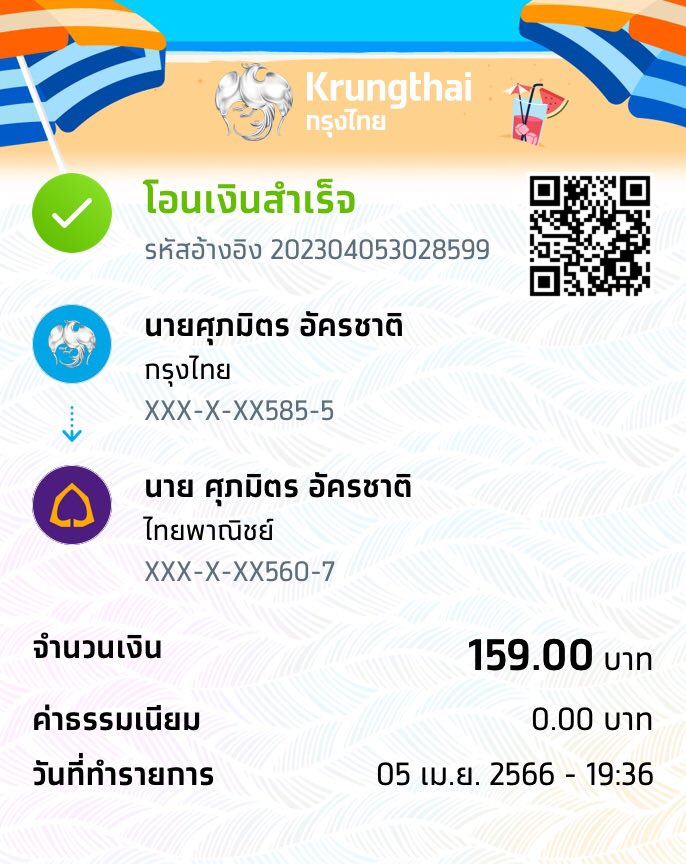 Krungthai
กรุงไทย
โอนเงินสำเร็จ
รหัสอ้างอิง 202304053028599
นายศุภมิตร อัครชาติ
กรุงไทย
XXX-X-XX585-5
นาย ศุภมิตร อัครชาติ
ไทยพาณิชย์
XXX-X-XX560-7
จำนวนเงิน 159.00 บาท
ค่าธรรมเนียม 0.00 บาท
วันที่ทำรายการ 05 เม.ย. 2566 - 19:36